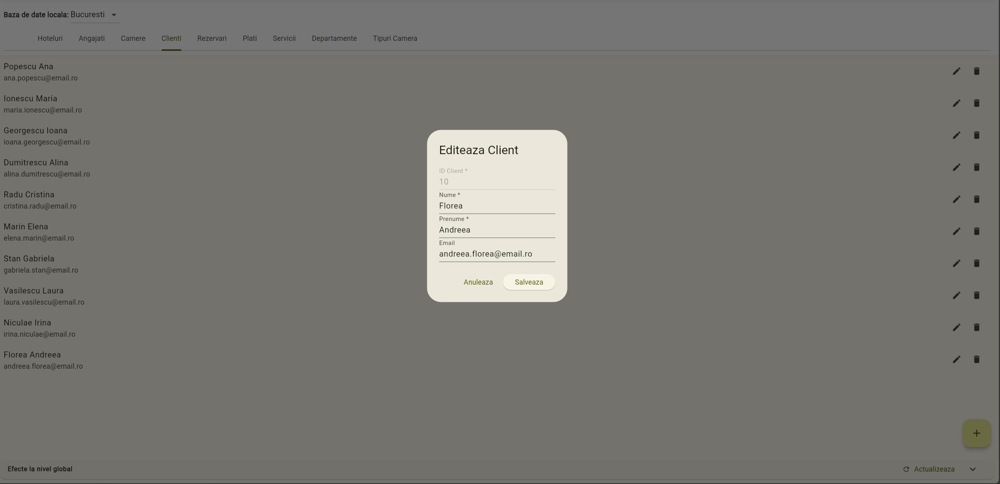 Baza de date locala: Bucuresti
Hoteluri Angajati Camere Clienti Rezervari Plati Servicii Departamente Tipuri Camera
Popescu Ana
ana.popescu@email.ro
Ionescu Maria
maria.ionescu@email.ro
Georgescu Ioana
ioana.georgescu@email.ro
Dumitrescu Alina
alina.dumitrescu@email.ro
Radu Cristina
cristina.radu@email.ro
Marin Elena
elena.marin@email.ro
Stan Gabriela
gabriela.stan@email.ro
Vasilescu Laura
laura.vasilescu@email.ro
Niculae Irina
irina.niculae@email.ro
Florea Andreea
andreea.florea@email.ro
Editeaza Client
ID Client *
10
Nume *
Florea
Prenume *
Andreea
Email
andreea.florea@email.ro
Anuleaza Salveaza
Efecte la nivel global Actualizeaza